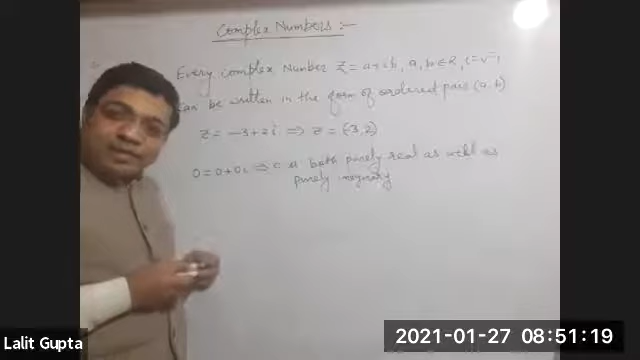 Complex Numbers :-
Every Complex Number Z = a+ib, a, b ∈ R, i=√-1
Can be written in the form of ordered pair (a, b)
Z = -3+2i ⇒ Z = (-3, 2)
0 = 0+0i ⇒ 0 is both purely real as well as
purely imaginary
Lalit Gupta
2021-01-27 08:51:19